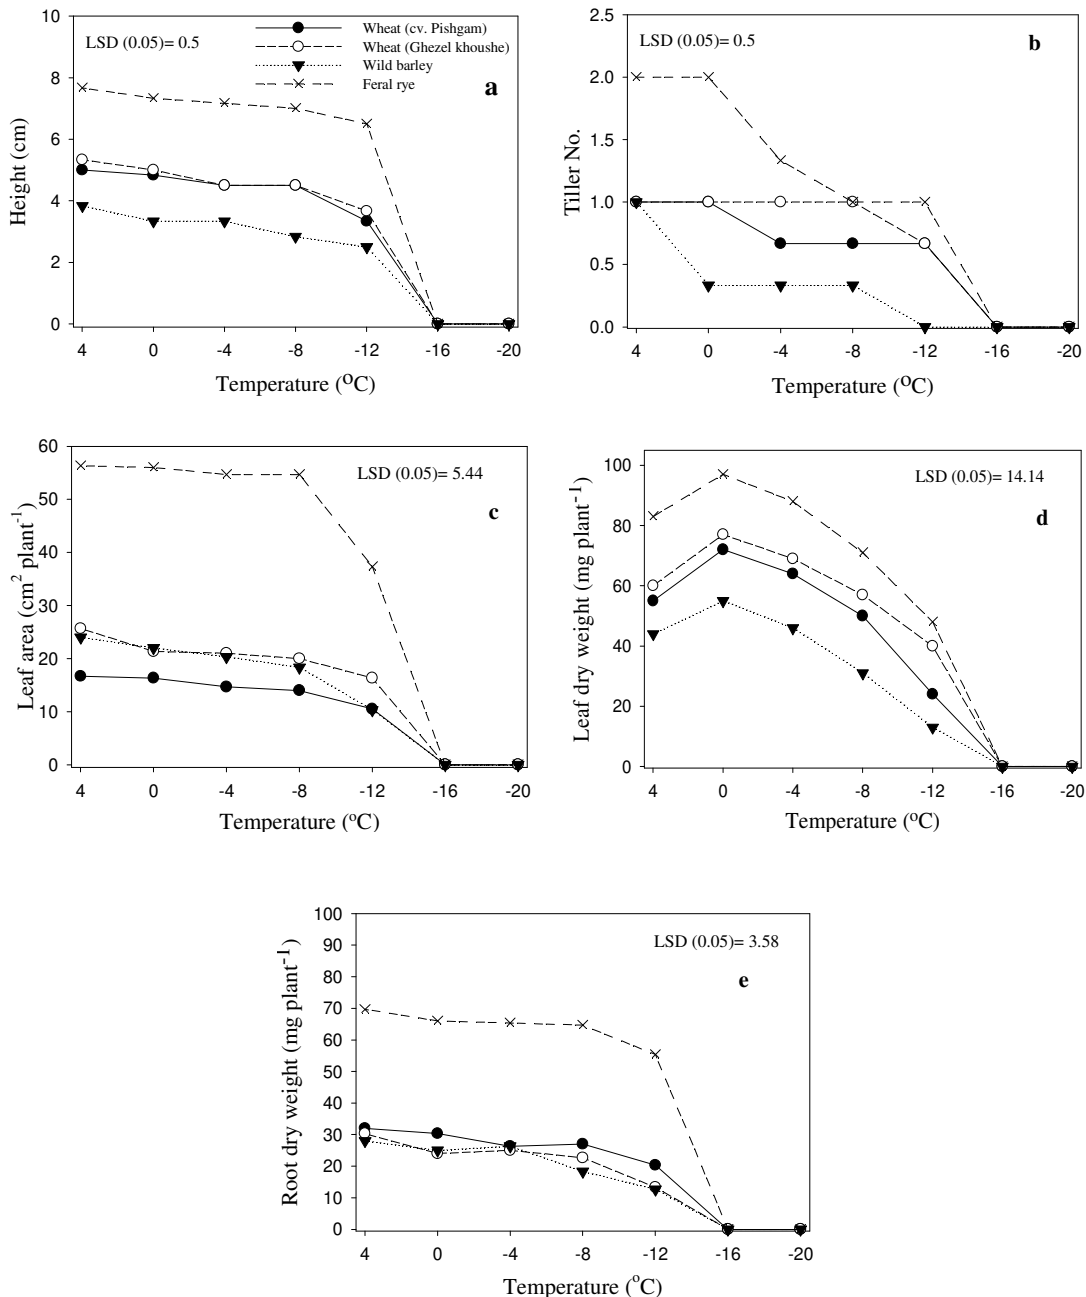 LSD (0.05) = 0.5
Wheat (cv. Pishgam)
Wheat (Ghezel khoushe)
Wild barley
Feral rye
a
10
8
6
4
2
0
Height (cm)
4 0 -4 -8 -12 -16 -20
Temperature (°C)
LSD (0.05) = 0.5
b
2.5
2.0
1.5
1.0
0.5
0.0
Tiller No.
4 0 -4 -8 -12 -16 -20
Temperature (°C)
LSD (0.05)= 5.44
c
60
50
40
30
20
10
0
Leaf area (cm² plant⁻¹)
4 0 -4 -8 -12 -16 -20
Temperature (°C)
LSD (0.05)= 14.14
d
100
80
60
40
20
0
Leaf dry weight (mg plant⁻¹)
4 0 -4 -8 -12 -16 -20
Temperature (°C)
LSD (0.05)= 3.58
e
100
90
80
70
60
50
40
30
20
10
0
Root dry weight (mg plant⁻¹)
4 0 -4 -8 -12 -16 -20
Temperature (°C)